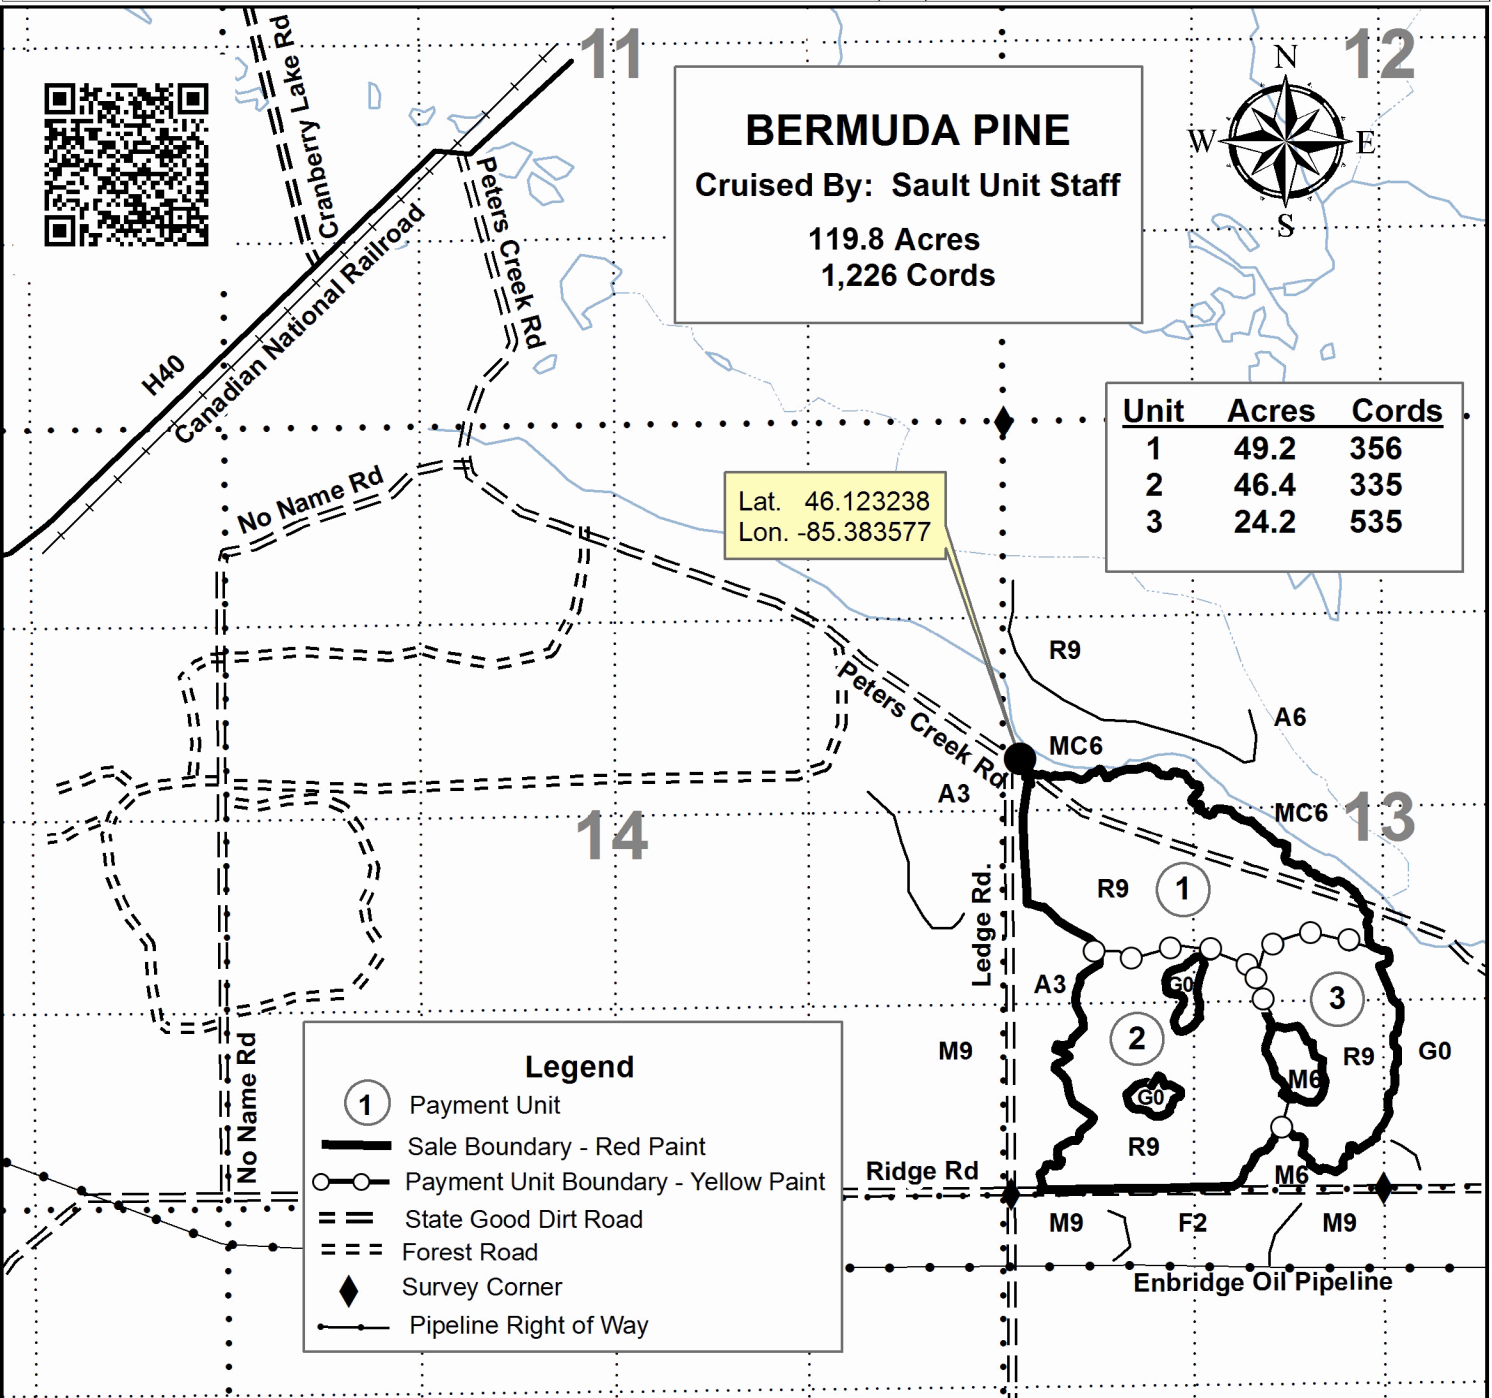 11
12
N
W E
S
Cranberry Lake Rd
BERMUDA PINE
Cruised By: Sault Unit Staff
119.8 Acres
1,226 Cords
Peters Creek Rd
Canadian National Railroad
H40
Unit Acres Cords
1 49.2 356
2 46.4 335
3 24.2 535
No Name Rd
Lat. 46.123238
Lon. -85.383577
R9
A6
MC6
Peters Creek Rd
A3
MC6
13
14
R9
1
Ledge Rd.
A3
G0
3
2
M9
R9
G0
M6
G0
R9
No Name Rd
Legend
1 Payment Unit
Sale Boundary - Red Paint
Payment Unit Boundary - Yellow Paint
State Good Dirt Road
Forest Road
Survey Corner
Pipeline Right of Way
Ridge Rd
M6
M9
F2
M9
Enbridge Oil Pipeline